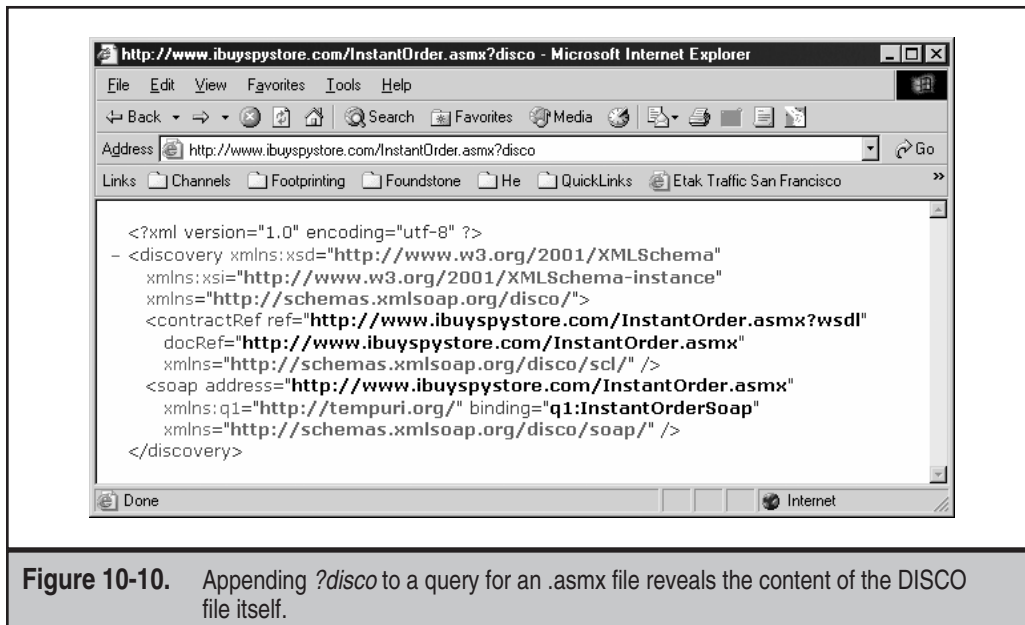 http://www.ibuyspystore.com/InstantOrder.asmx?disco - Microsoft Internet Explorer
File Edit View Favorites Tools Help
Back Search Favorites Media
Address http://www.ibuyspystore.com/InstantOrder.asmx?disco Go
Links Channels Footprinting Foundstone He QuickLinks Etak Traffic San Francisco »
<?xml version="1.0" encoding="utf-8" ?>
- <discovery xmlns:xsd="http://www.w3.org/2001/XMLSchema"
xmlns:xsi="http://www.w3.org/2001/XMLSchema-instance"
xmlns="http://schemas.xmlsoap.org/disco/">
<contractRef ref="http://www.ibuyspystore.com/InstantOrder.asmx?wsdl"
docRef="http://www.ibuyspystore.com/InstantOrder.asmx"
xmlns="http://schemas.xmlsoap.org/disco/scl/" />
<soap address="http://www.ibuyspystore.com/InstantOrder.asmx"
xmlns:q1="http://tempuri.org/" binding="q1:InstantOrderSoap"
xmlns="http://schemas.xmlsoap.org/disco/soap/" />
</discovery>
Done Internet
Figure 10-10. Appending ?disco to a query for an .asmx file reveals the content of the DISCO
file itself.